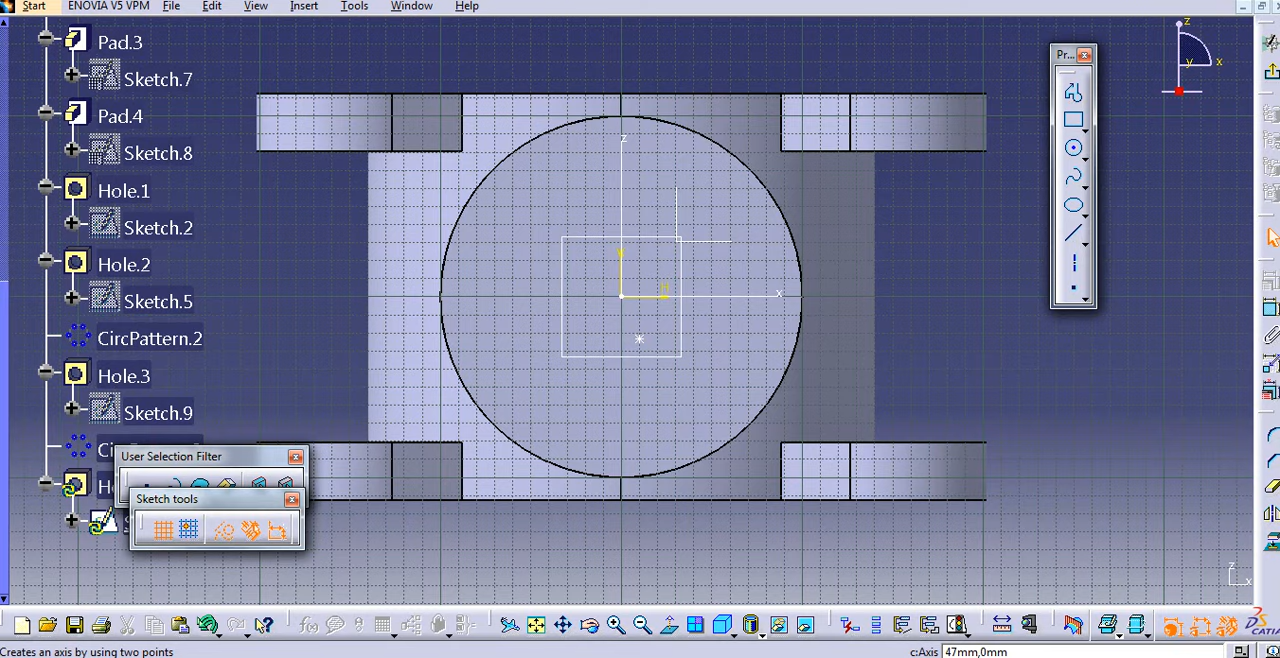 Start ENOVIA V5 VPM File Edit View Insert Tools Window Help
Pad.3
Sketch.7
Pad.4
Sketch.8
Hole.1
Sketch.2
Hole.2
Sketch.5
CircPattern.2
Hole.3
Sketch.9
User Selection Filter
Sketch tools
Pr...
z
x
y
z
x
V
H
z
x
CATIA
Creates an axis by using two points
c:Axis 47mm,0mm